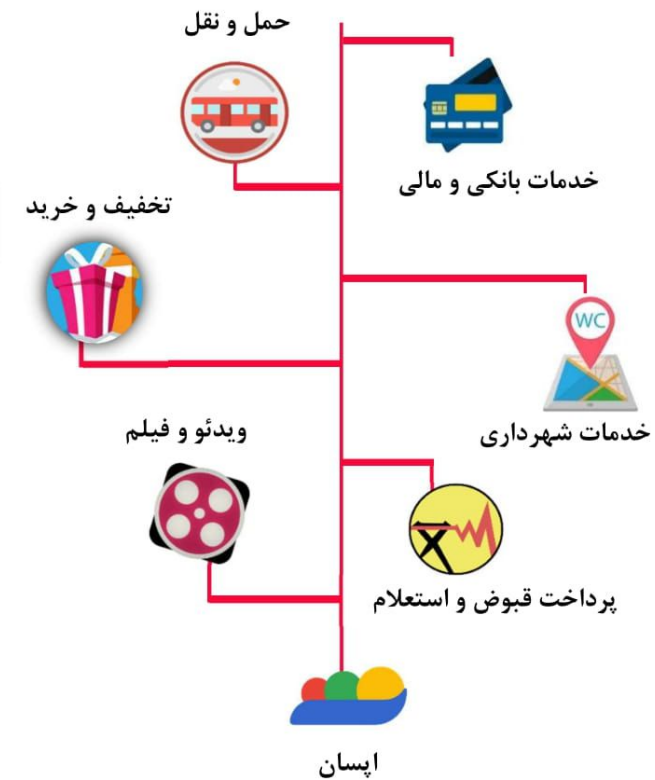 حمل و نقل
خدمات بانکی و مالی
تخفیف و خرید
WC
خدمات شهرداری
ویدئو و فیلم
پرداخت قبوض و استعلام
اپسان